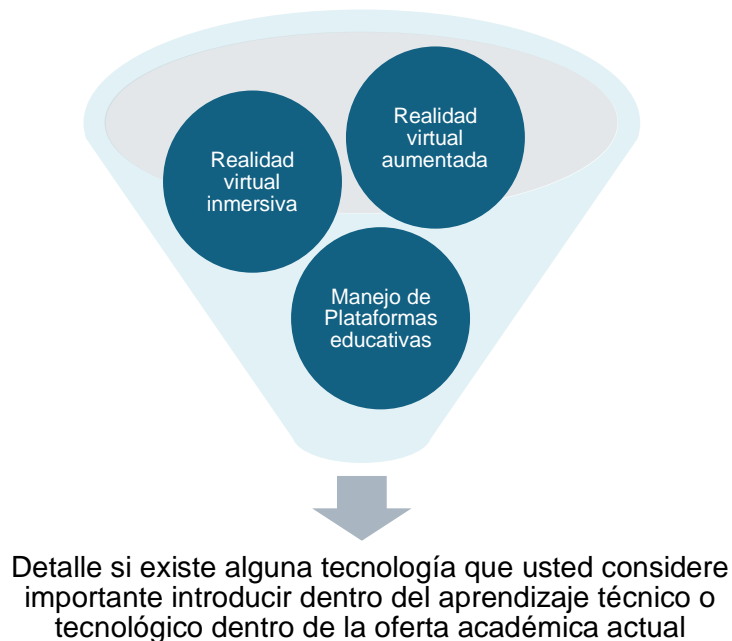 Realidad
virtual
aumentada
Realidad
virtual
inmersiva
Manejo de
Plataformas
educativas
Detalle si existe alguna tecnología que usted considere
importante introducir dentro del aprendizaje técnico o
tecnológico dentro de la oferta académica actual